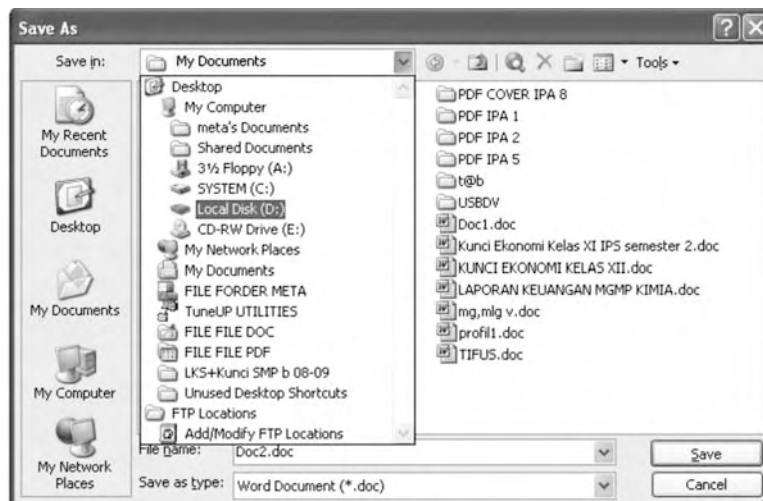 Save As
Save in:
My Documents
Tools
My Recent
Documents
Desktop
My Documents
My Computer
My Network
Places
Desktop
My Computer
meta's Documents
Shared Documents
3½ Floppy (A:)
SYSTEM (C:)
Local Disk (D:)
CD-RW Drive (E:)
My Network Places
My Documents
FILE FORDER META
TuneUP UTILITIES
FILE FILE DOC
FILE FILE PDF
LKS+Kunci SMP b 08-09
Unused Desktop Shortcuts
FTP Locations
Add/Modify FTP Locations
PDF COVER IPA 8
PDF IPA 1
PDF IPA 2
PDF IPA 5
t@b
USBDV
Doc1.doc
Kunci Ekonomi Kelas XI IPS semester 2.doc
KUNCI EKONOMI KELAS XII.doc
LAPORAN KEUANGAN MGMP KIMIA.doc
mg,mlg v.doc
profil1.doc
TIFUS.doc
File name:
Doc2.doc
Save
Save as type:
Word Document (*.doc)
Cancel